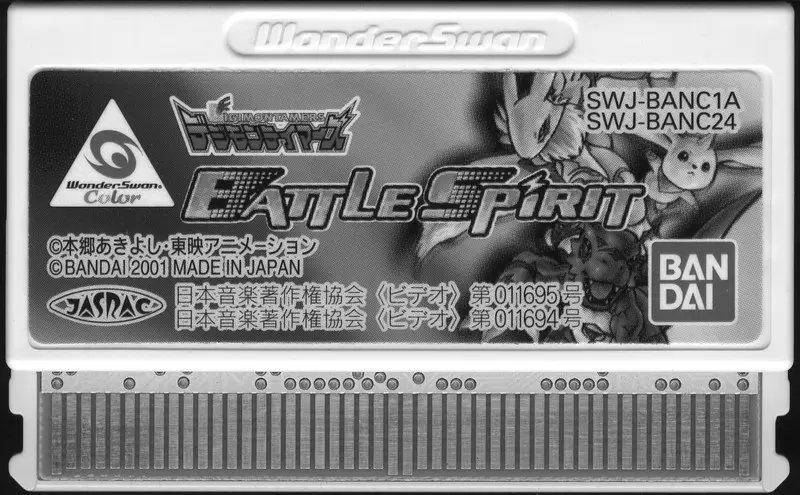 WonderSwan
SWJ-BANC1A
SWJ-BANC24
DIGIMONTAMERS
デジモンテイマーズ
WonderSwan®
Color
BATTLE SPIRIT
©本郷あきよし・東映アニメーション
©BANDAI 2001 MADE IN JAPAN
BAN
DAI
JASRAC
日本音楽著作権協会 〈ビデオ〉 第011695号
日本音楽著作権協会 〈ビデオ〉 第011694号